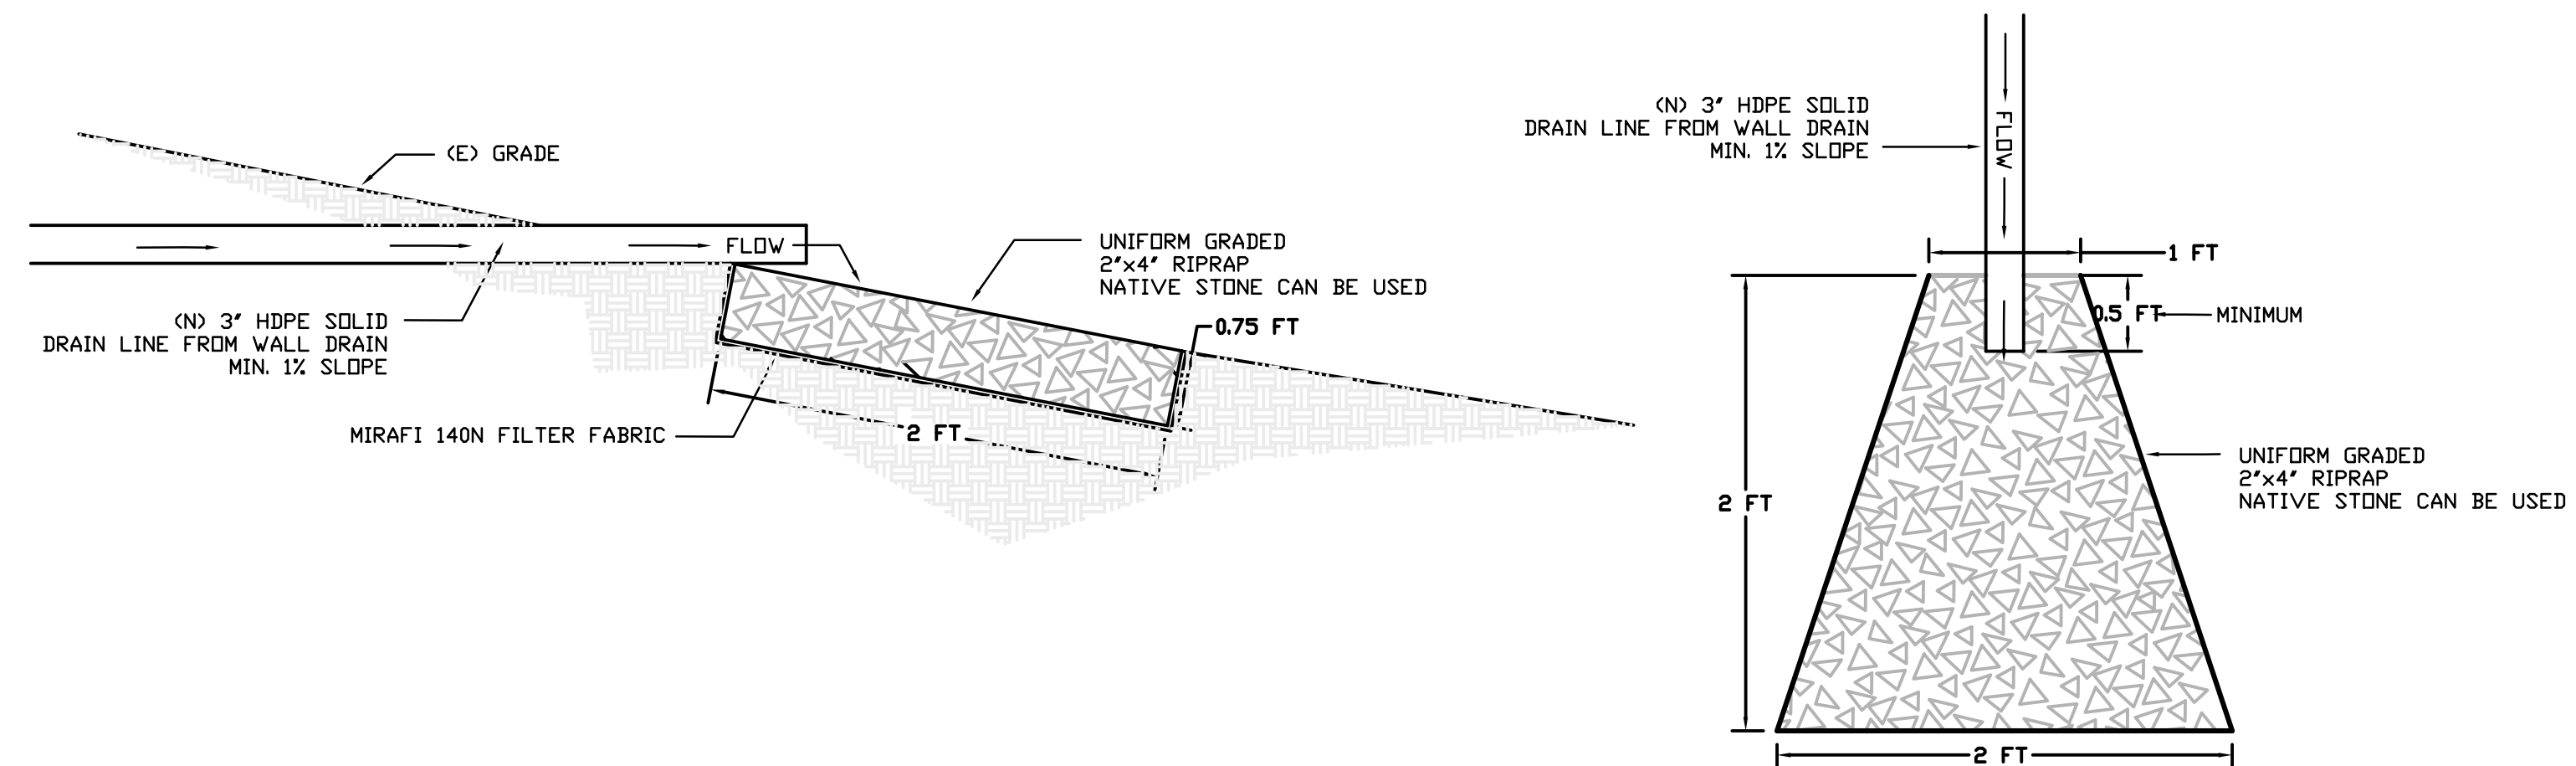 (E) GRADE
FLOW
UNIFORM GRADED
2"x4" RIPRAP
NATIVE STONE CAN BE USED
0.75 FT
(N) 3" HDPE SOLID
DRAIN LINE FROM WALL DRAIN
MIN. 1% SLOPE
MIRAFI 140N FILTER FABRIC
2 FT
(N) 3" HDPE SOLID
DRAIN LINE FROM WALL DRAIN
MIN. 1% SLOPE
FLOW
1 FT
0.5 FT
MINIMUM
UNIFORM GRADED
2"x4" RIPRAP
NATIVE STONE CAN BE USED
2 FT
2 FT